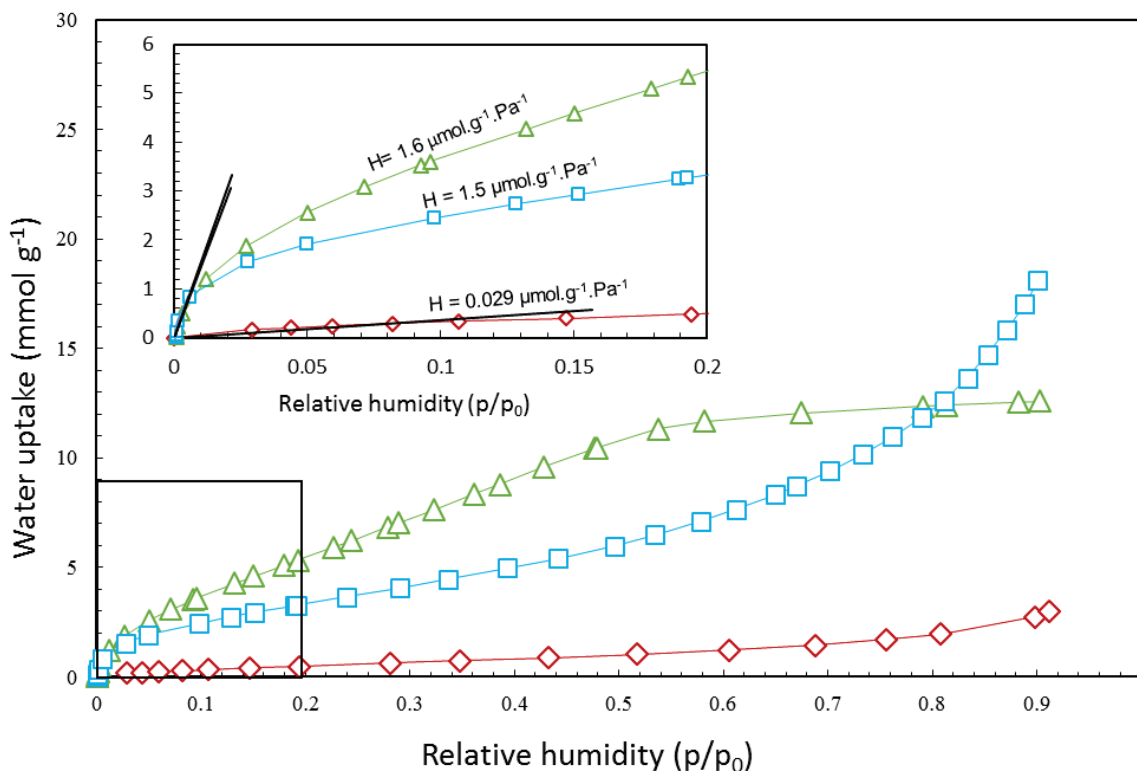 30
25
20
15
10
5
0
Water uptake (mmol g⁻¹)
6
5
4
3
2
1
0
H= 1.6 µmol.g⁻¹.Pa⁻¹
H = 1.5 µmol.g⁻¹.Pa⁻¹
H = 0.029 µmol.g⁻¹.Pa⁻¹
0 0.05 0.1 0.15 0.2
Relative humidity (p/p₀)
0 0.1 0.2 0.3 0.4 0.5 0.6 0.7 0.8 0.9
Relative humidity (p/p₀)